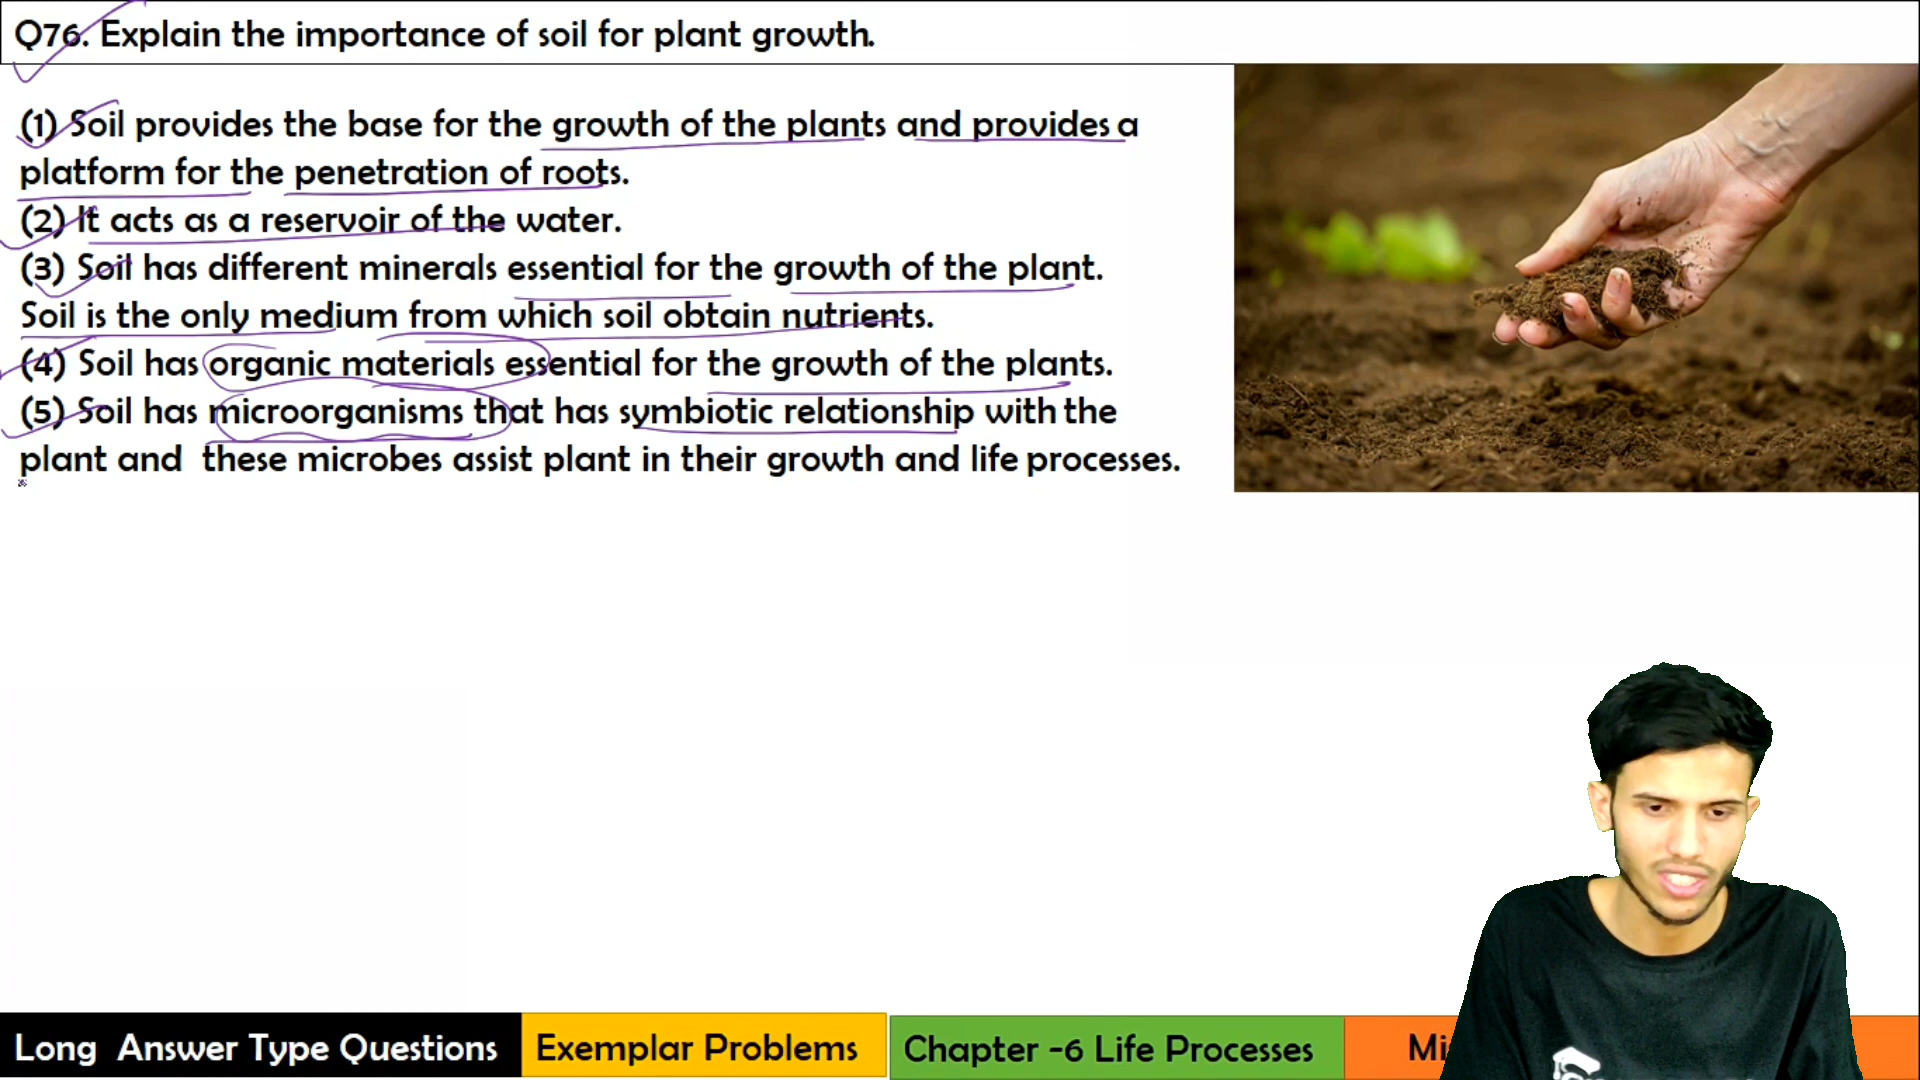 Q76. Explain the importance of soil for plant growth.
(1) Soil provides the base for the growth of the plants and provides a
platform for the penetration of roots.
(2) It acts as a reservoir of the water.
(3) Soil has different minerals essential for the growth of the plant.
Soil is the only medium from which soil obtain nutrients.
(4) Soil has organic materials essential for the growth of the plants.
(5) Soil has microorganisms that has symbiotic relationship with the
plant and these microbes assist plant in their growth and life processes.
Long Answer Type Questions
Exemplar Problems
Chapter -6 Life Processes